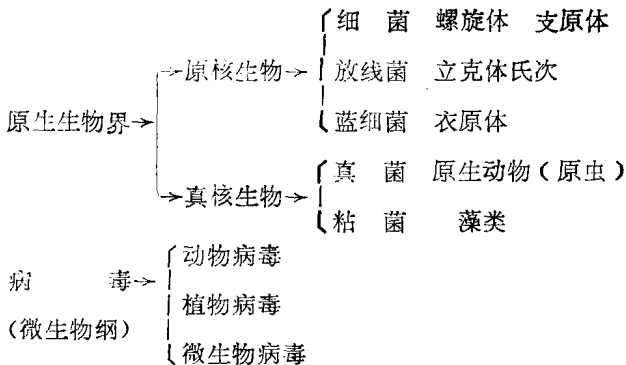 细 菌 螺旋体 支原体
原核生物→ 放线菌 立克体氏次
原生生物界→ 蓝细菌 衣原体
真核生物→ 真 菌 原生动物(原虫)
粘 菌 藻类
动物病毒
病 毒→ 植物病毒
(微生物纲) 微生物病毒